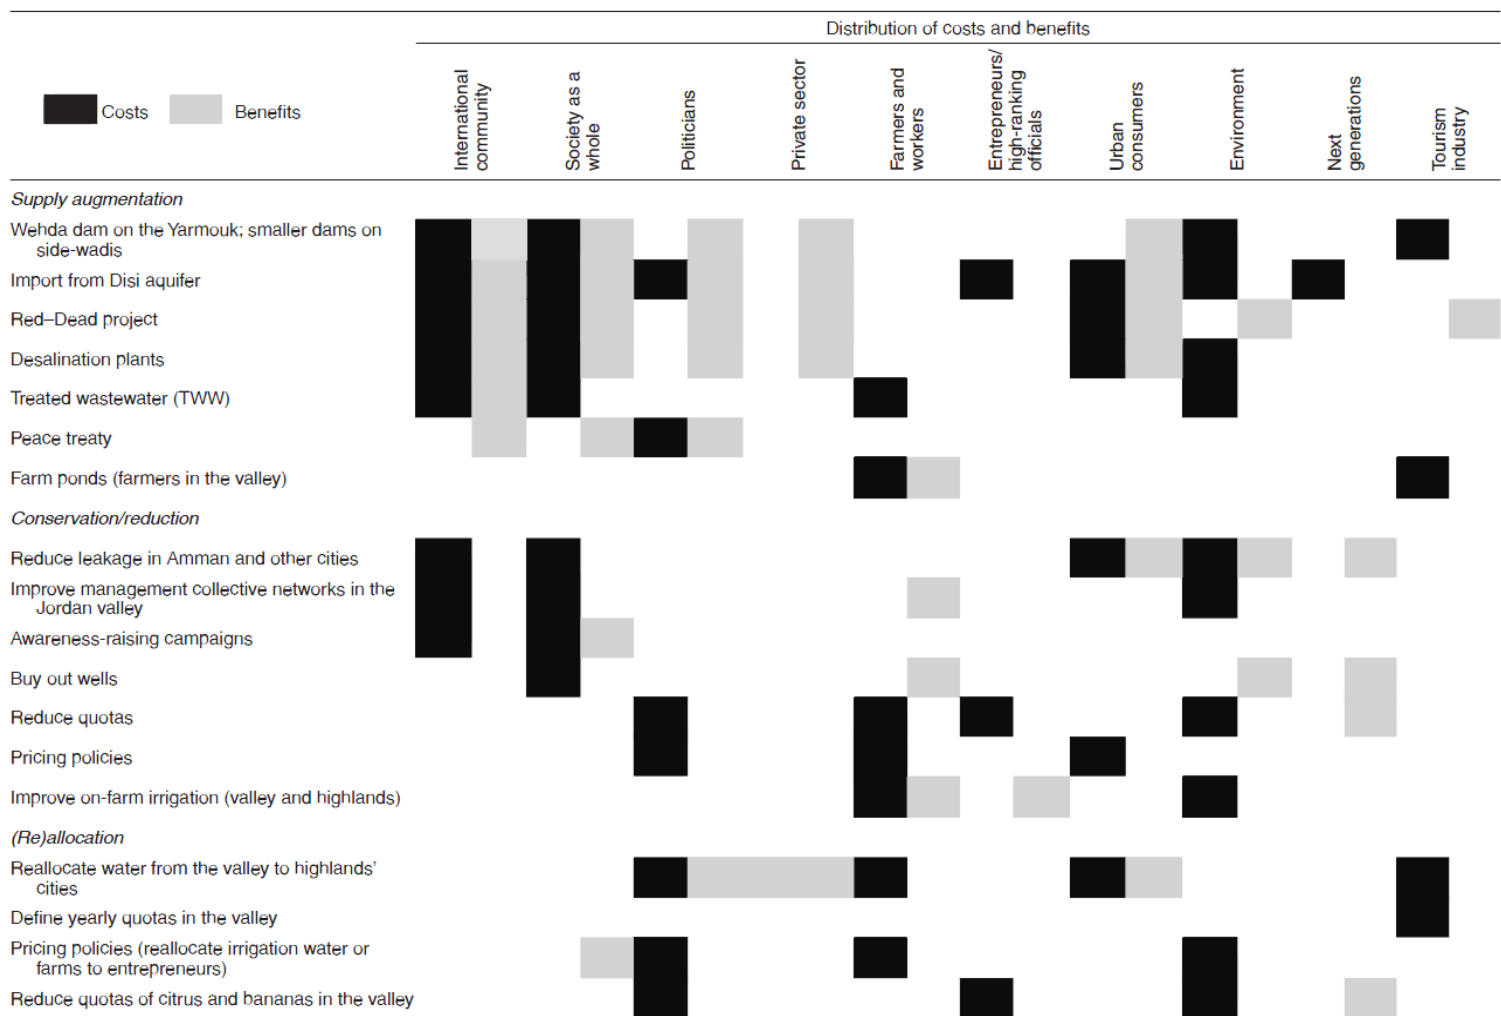 Distribution of costs and benefits
Costs
Benefits
International
community
Society as a
whole
Politicians
Private sector
Farmers and
workers
Entrepreneurs/
high-ranking
officials
Urban
consumers
Environment
Next
generations
Tourism
industry
Supply augmentation
Wehda dam on the Yarmouk; smaller dams on
side-wadis
Import from Disi aquifer
Red–Dead project
Desalination plants
Treated wastewater (TWW)
Peace treaty
Farm ponds (farmers in the valley)
Conservation/reduction
Reduce leakage in Amman and other cities
Improve management collective networks in the
Jordan valley
Awareness-raising campaigns
Buy out wells
Reduce quotas
Pricing policies
Improve on-farm irrigation (valley and highlands)
(Re)allocation
Reallocate water from the valley to highlands’
cities
Define yearly quotas in the valley
Pricing policies (reallocate irrigation water or
farms to entrepreneurs)
Reduce quotas of citrus and bananas in the valley